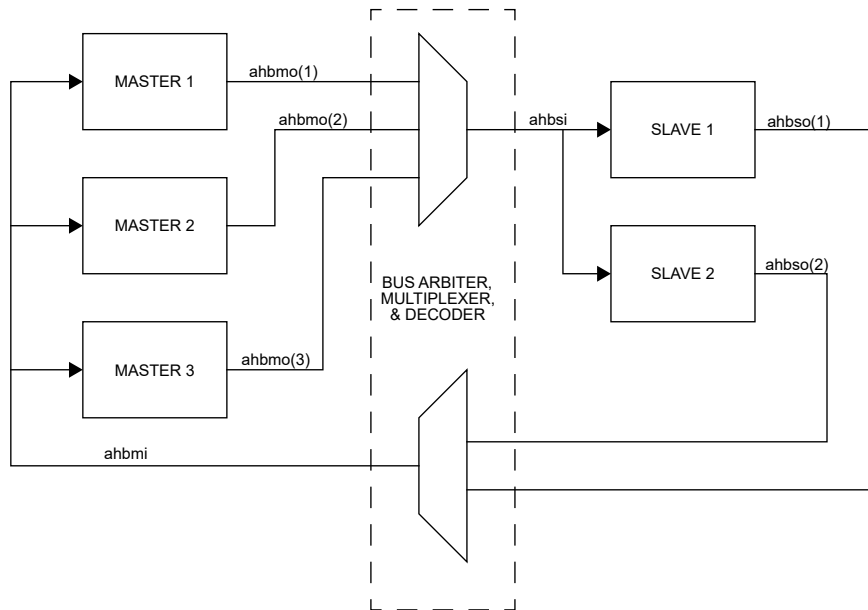 MASTER 1
ahbmo(1)
ahbmo(2)
ahbsi
SLAVE 1
ahbso(1)
MASTER 2
SLAVE 2
ahbso(2)
BUS ARBITER,
MULTIPLEXER,
& DECODER
MASTER 3
ahbmo(3)
ahbmi